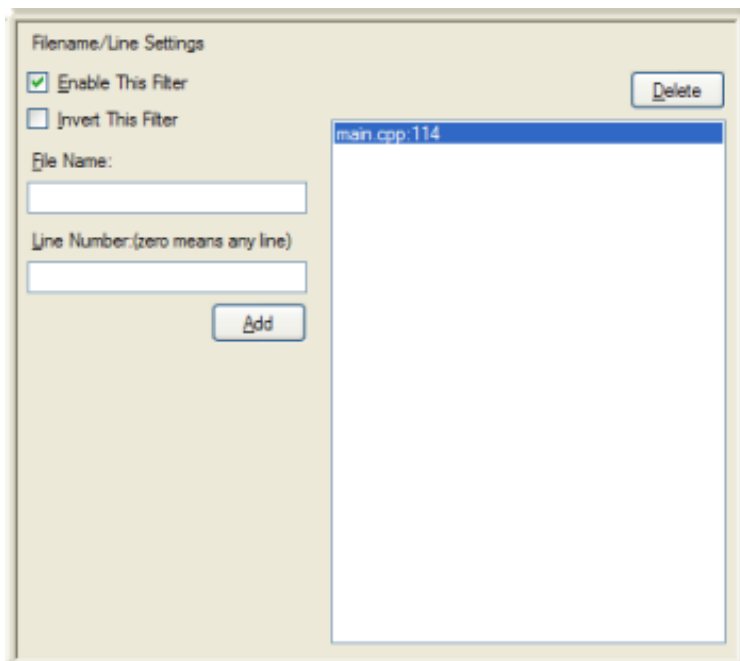 Filename/Line Settings
Enable This Filter
Invert This Filter
File Name:
Line Number:(zero means any line)
Add
Delete
main.cpp:114